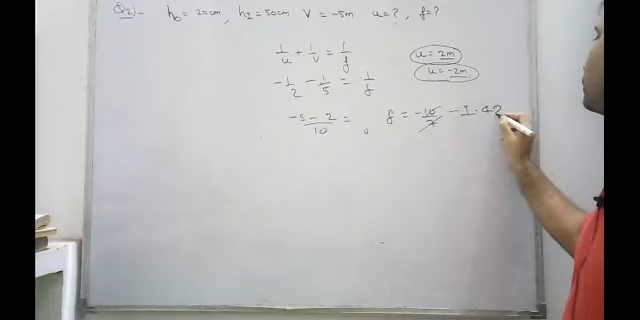 Q2)- ho = 20cm, hI = 50cm V = -5m u=? , f=?
1/u + 1/v = 1/f
u = 2m
-1/2 - 1/5 = 1/f
u = -2m
-5-2/10 = f = -10/7 -1.42